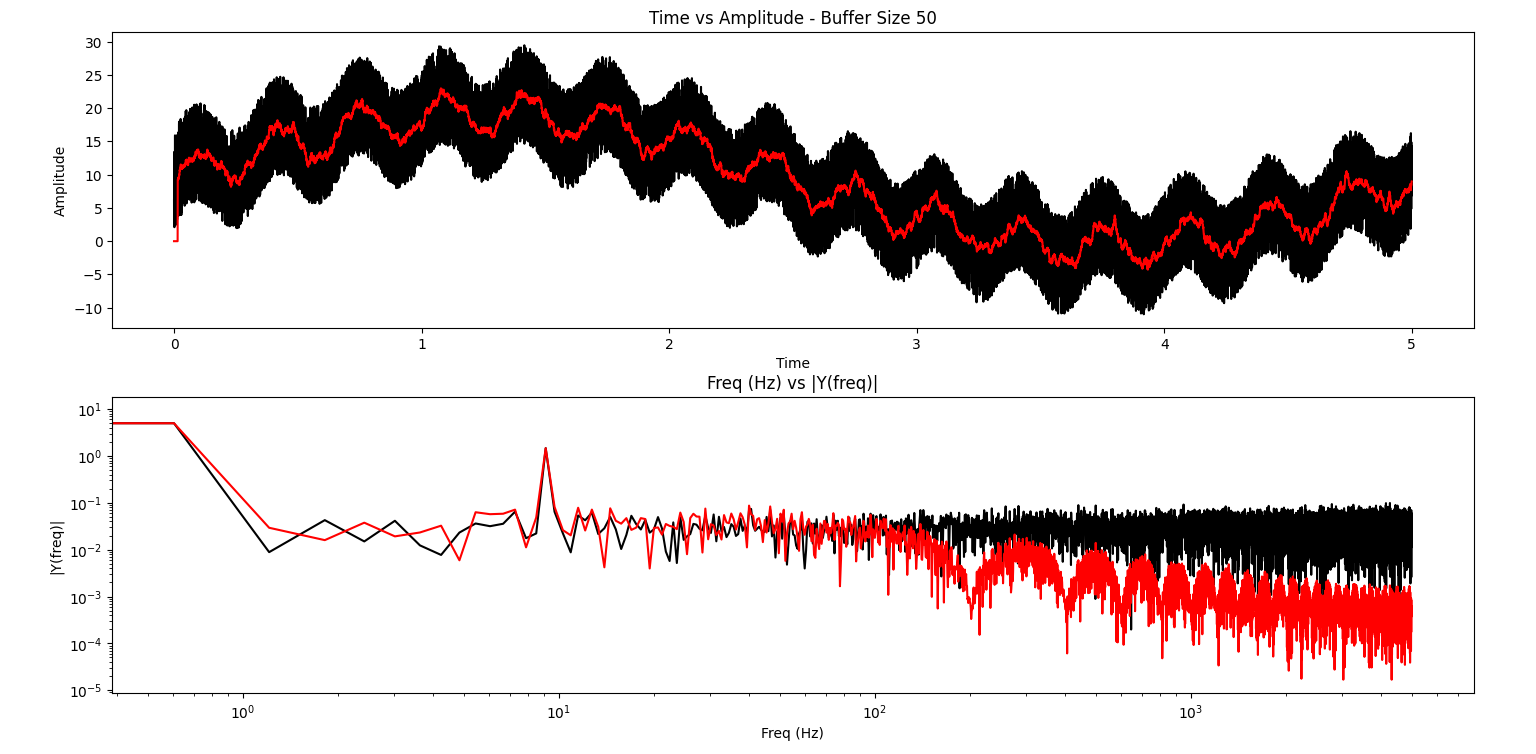 Time vs Amplitude - Buffer Size 50
30
25
20
15
10
5
0
−5
−10
Amplitude
0 1 2 3 4 5
Time
Freq (Hz) vs |Y(freq)|
10¹
10⁰
10⁻¹
10⁻²
10⁻³
10⁻⁴
10⁻⁵
|Y(freq)|
10⁰ 10¹ 10² 10³
Freq (Hz)